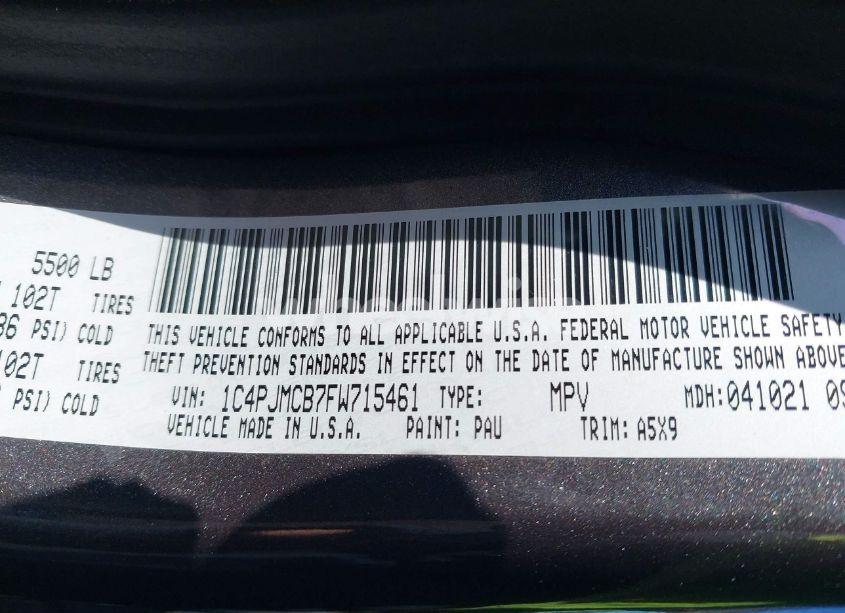 5500 LB
102T TIRES
36 PSI) COLD
102T TIRES
PSI) COLD
THIS VEHICLE CONFORMS TO ALL APPLICABLE U.S.A. FEDERAL MOTOR VEHICLE SAFETY
THEFT PREVENTION STANDARDS IN EFFECT ON THE DATE OF MANUFACTURE SHOWN ABOVE
VIN: 1C4PJMCB7FW715461 TYPE: MPV MDH: 041021 09
VEHICLE MADE IN U.S.A. PAINT: PAU TRIM: A5X9